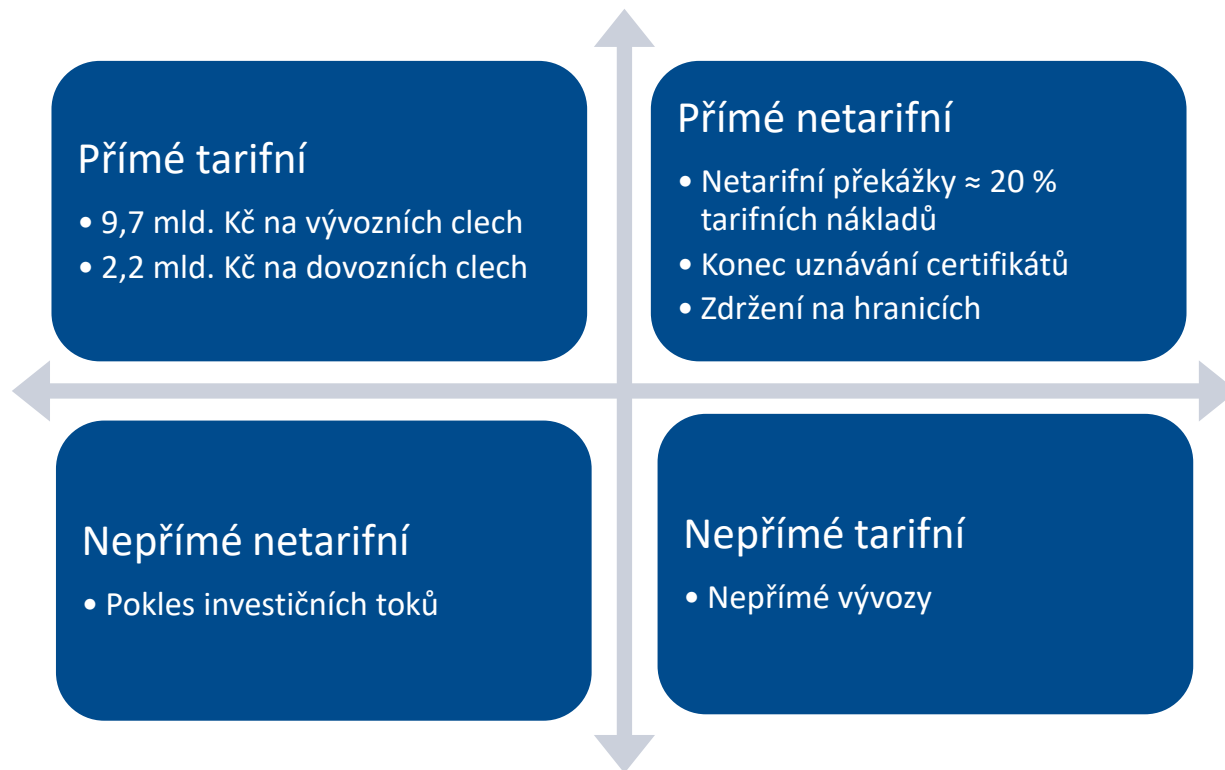 Přímé tarifní
• 9,7 mld. Kč na vývozních clech
• 2,2 mld. Kč na dovozních clech
Přímé netarifní
• Netarifní překážky ≈ 20 %
tarifních nákladů
• Konec uznávání certifikátů
• Zdržení na hranicích
Nepřímé netarifní
• Pokles investičních toků
Nepřímé tarifní
• Nepřímé vývozy